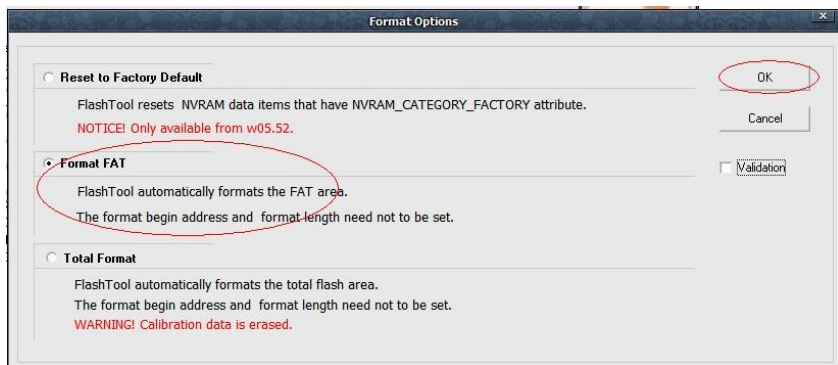 Format Options
Reset to Factory Default
OK
FlashTool resets NVRAM data items that have NVRAM_CATEGORY_FACTORY attribute.
NOTICE! Only available from w05.52.
Cancel
Format FAT
Validation
FlashTool automatically formats the FAT area.
The format begin address and format length need not to be set.
Total Format
FlashTool automatically formats the total flash area.
The format begin address and format length need not to be set.
WARNING! Calibration data is erased.